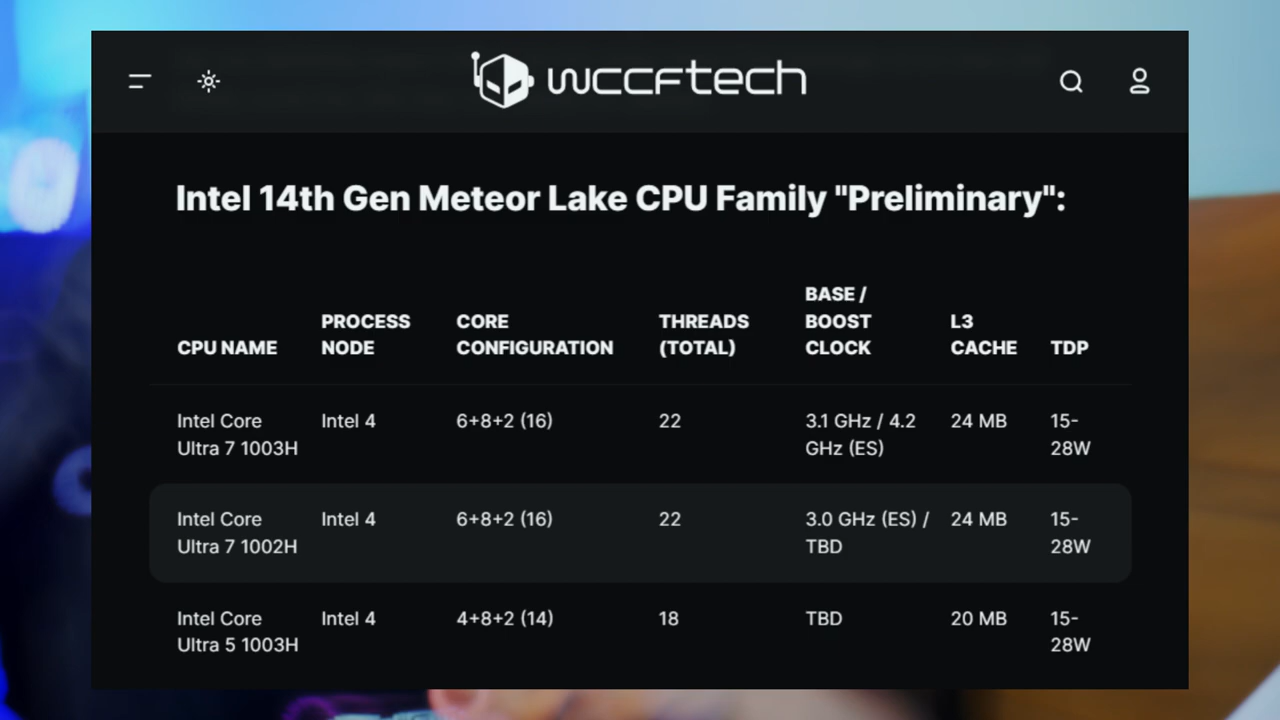 wccftech
Intel 14th Gen Meteor Lake CPU Family "Preliminary":
CPU NAME
PROCESS
NODE
CORE
CONFIGURATION
THREADS
(TOTAL)
BASE /
BOOST
CLOCK
L3
CACHE
TDP
Intel Core
Ultra 7 1003H
Intel 4
6+8+2 (16)
22
3.1 GHz / 4.2
GHz (ES)
24 MB
15-
28W
Intel Core
Ultra 7 1002H
Intel 4
6+8+2 (16)
22
3.0 GHz (ES) /
TBD
24 MB
15-
28W
Intel Core
Ultra 5 1003H
Intel 4
4+8+2 (14)
18
TBD
20 MB
15-
28W